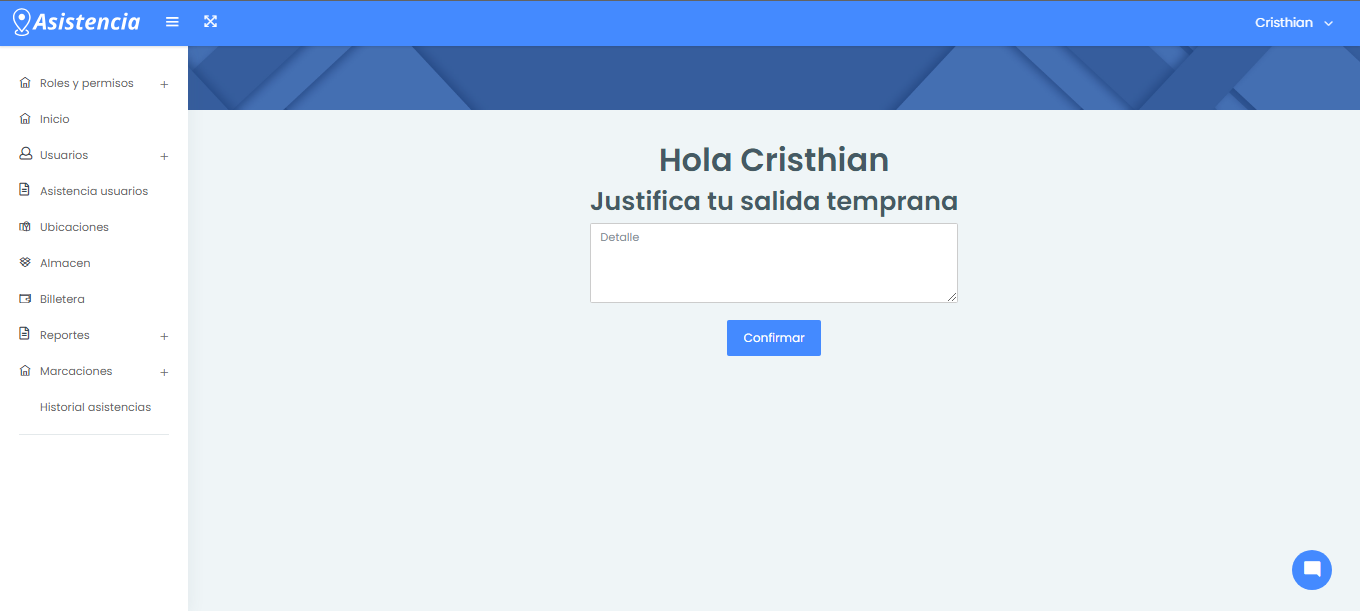 Asistencia
Cristhian
Roles y permisos
Inicio
Usuarios
Asistencia usuarios
Ubicaciones
Almacen
Billetera
Reportes
Marcaciones
Historial asistencias
Hola Cristhian
Justifica tu salida temprana
Detalle
Confirmar